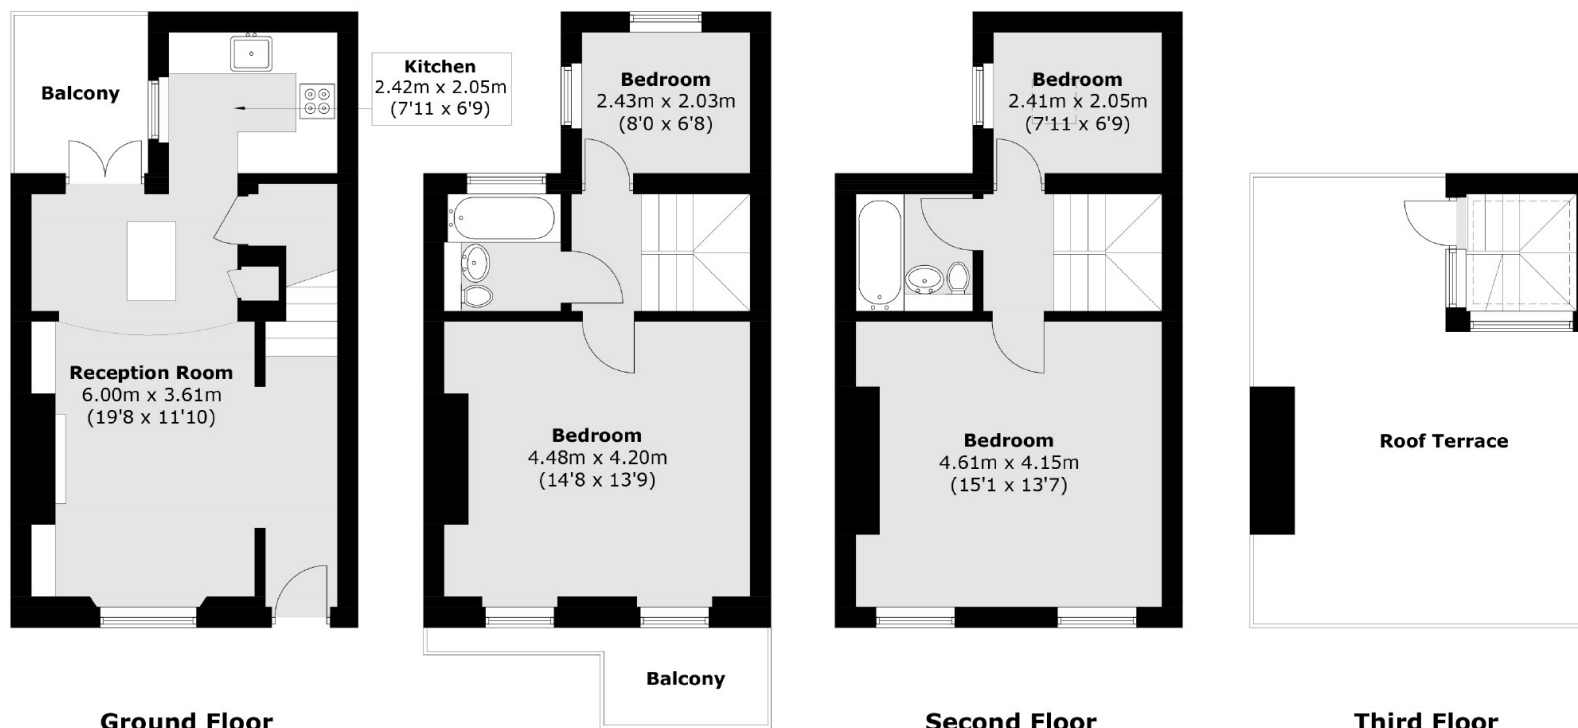 Balcony
Kitchen
2.42m x 2.05m
(7'11 x 6'9)
Reception Room
6.00m x 3.61m
(19'8 x 11'10)
Ground Floor
Bedroom
2.43m x 2.03m
(8'0 x 6'8)
Bedroom
4.48m x 4.20m
(14'8 x 13'9)
Balcony
Bedroom
2.41m x 2.05m
(7'11 x 6'9)
Bedroom
4.61m x 4.15m
(15'1 x 13'7)
Second Floor
Roof Terrace
Third Floor